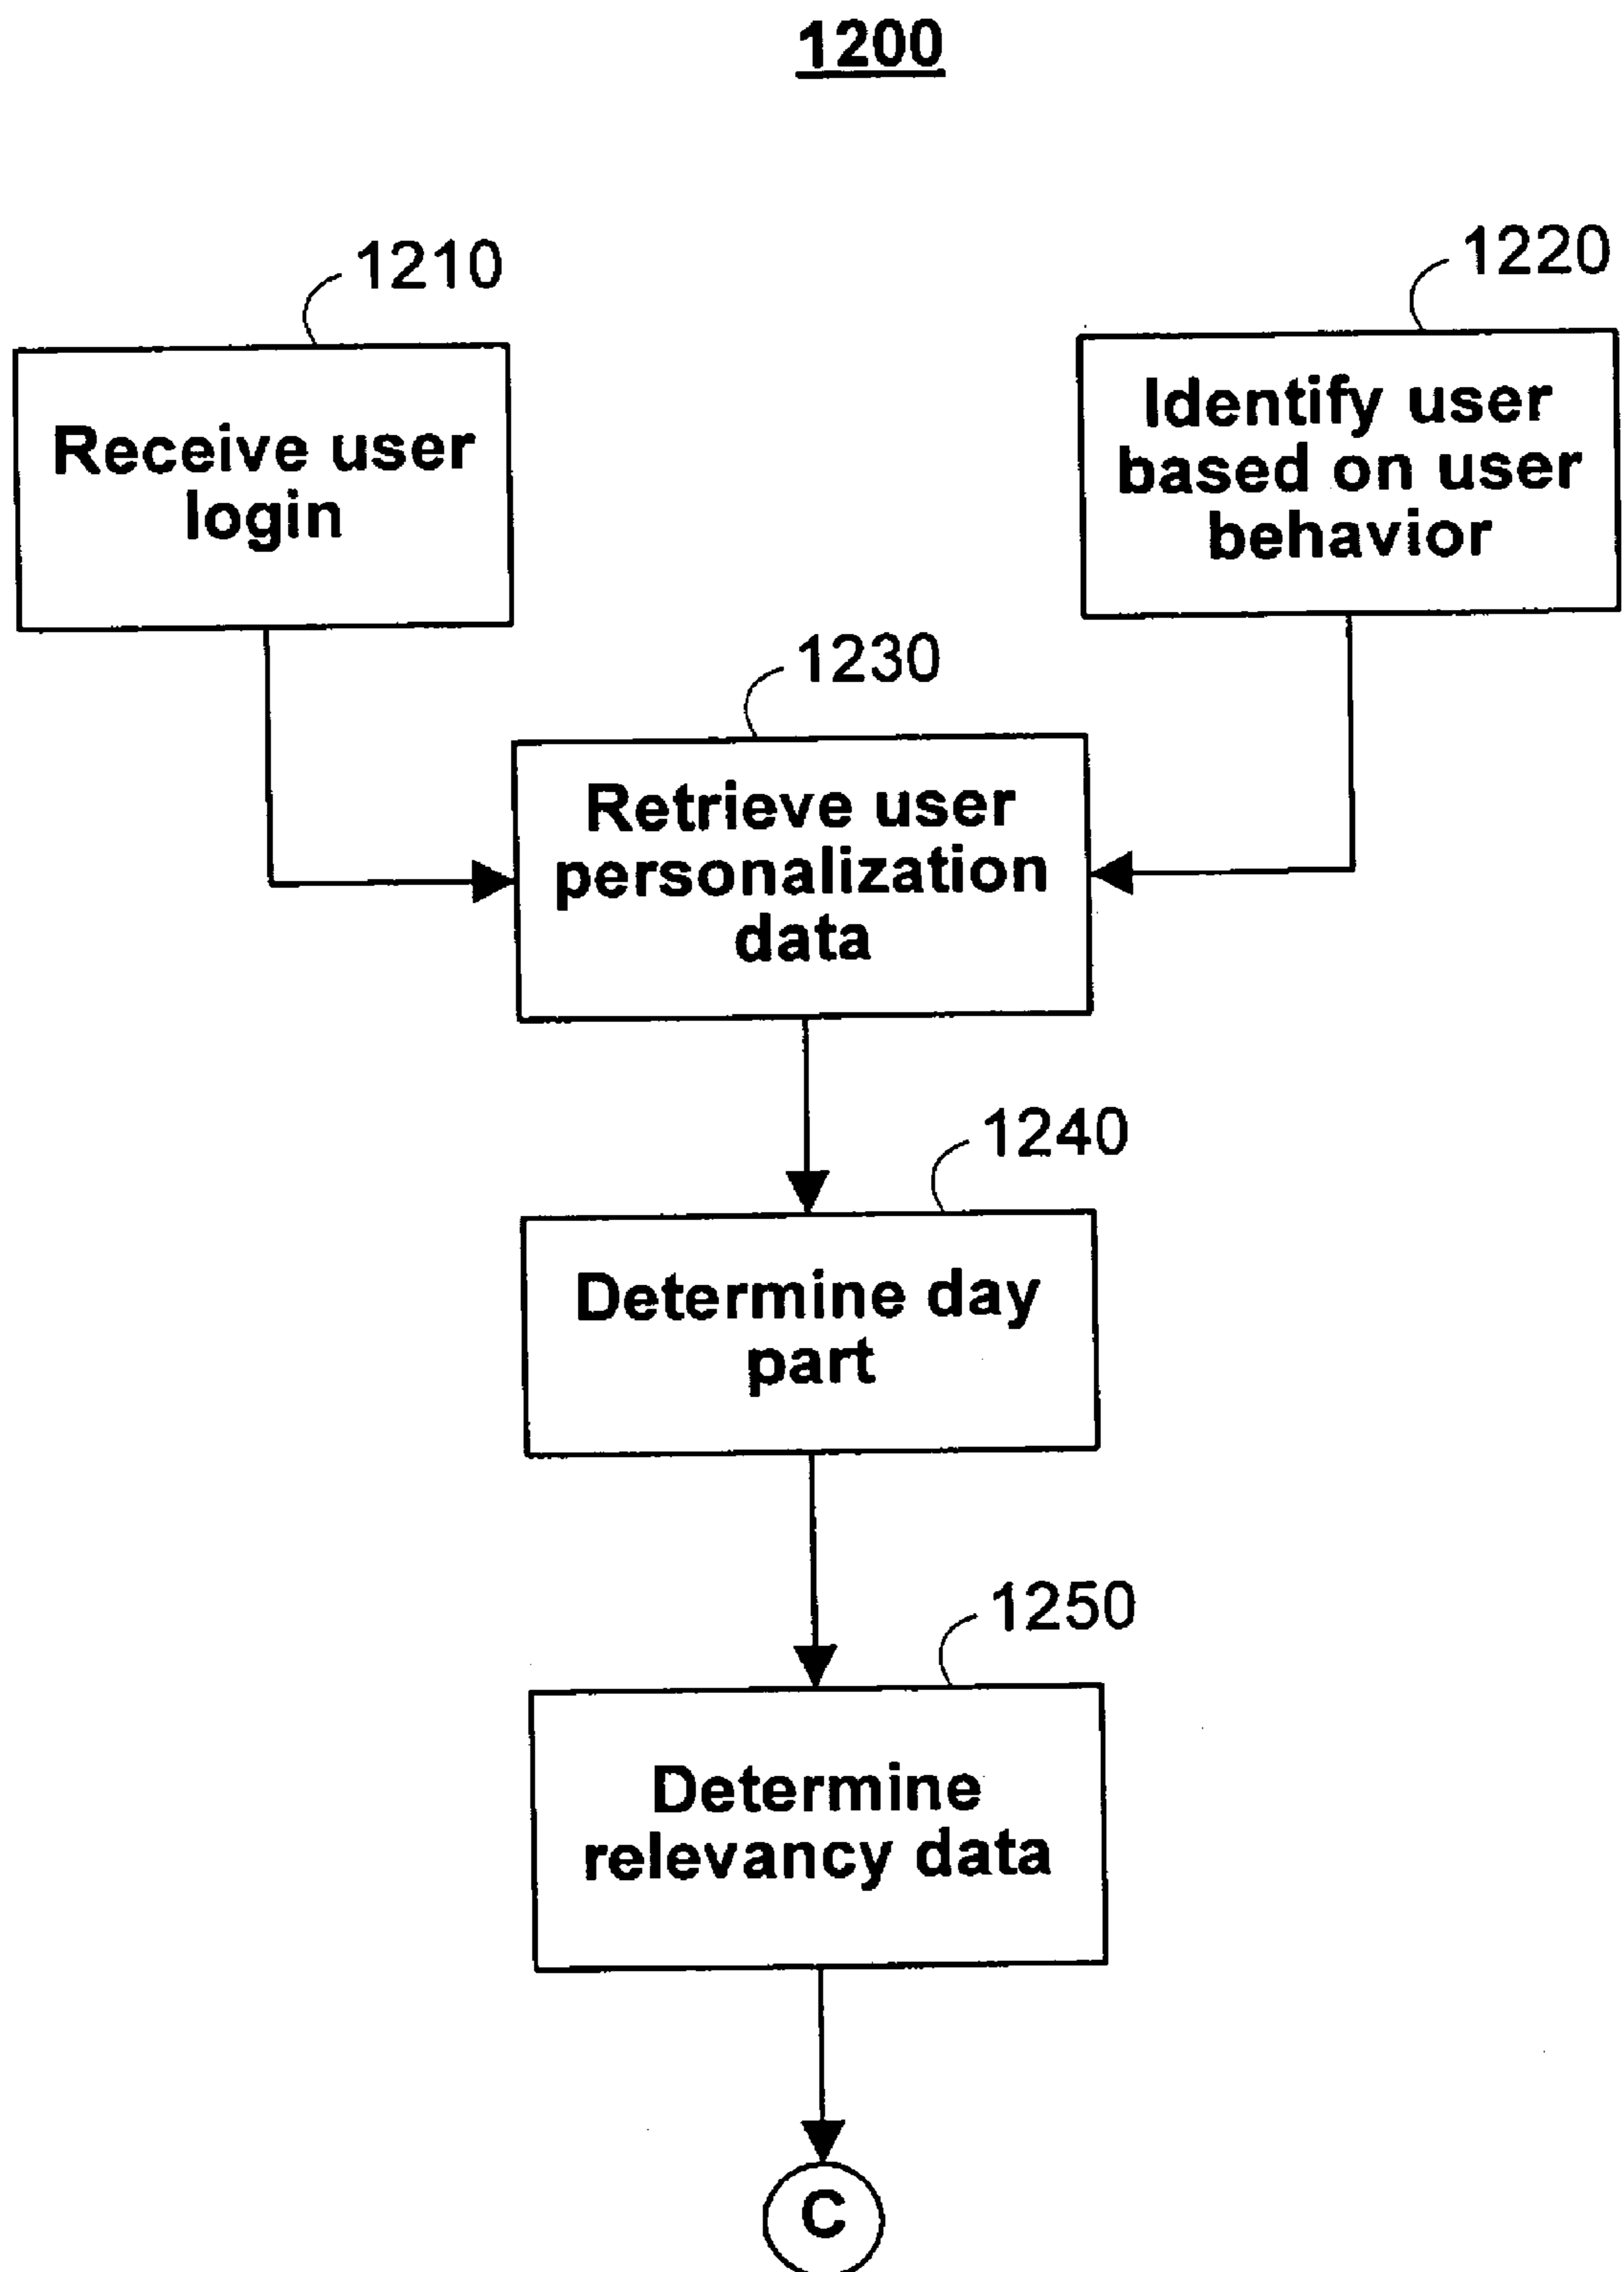 1200
1210
1220
Receive user
login
Identify user
based on user
behavior
1230
Retrieve user
personalization
data
1240
Determine day
part
1250
Determine
relevancy data
C